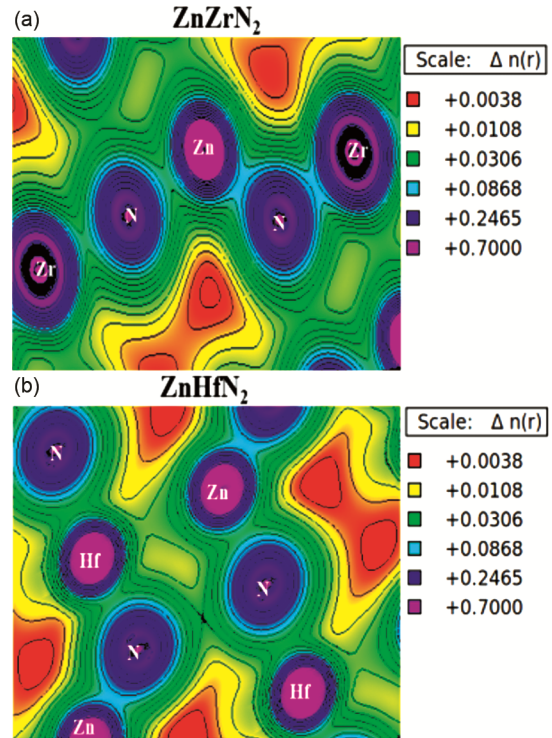 (a)
ZnZrN2
Scale: Δ n(r)
+0.0038
+0.0108
+0.0306
+0.0868
+0.2465
+0.7000
Zn
Zr
N
N
Zr
(b)
ZnHfN2
Scale: Δ n(r)
+0.0038
+0.0108
+0.0306
+0.0868
+0.2465
+0.7000
N
Zn
Hf
N
N
Hf
Zn